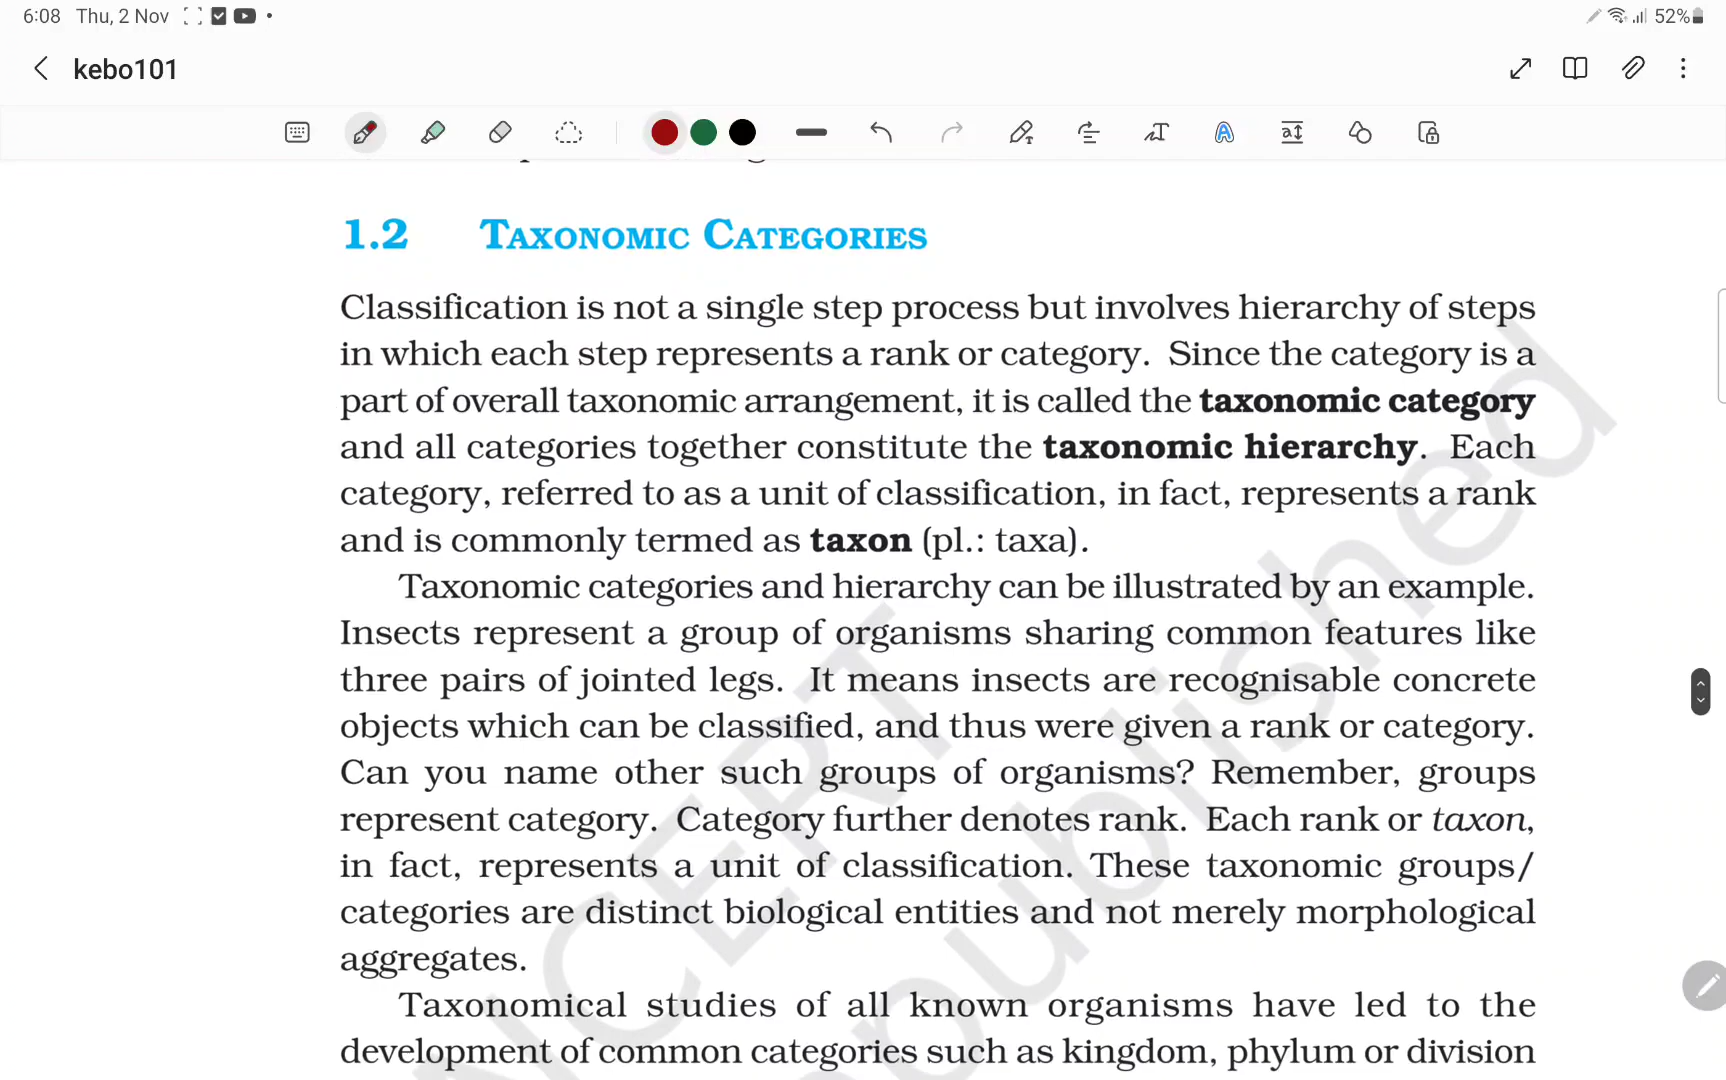 6:08 Thu, 2 Nov
52%
kebo101
1.2 TAXONOMIC CATEGORIES
Classification is not a single step process but involves hierarchy of steps
in which each step represents a rank or category. Since the category is a
part of overall taxonomic arrangement, it is called the taxonomic category
and all categories together constitute the taxonomic hierarchy. Each
category, referred to as a unit of classification, in fact, represents a rank
and is commonly termed as taxon (pl.: taxa).
Taxonomic categories and hierarchy can be illustrated by an example.
Insects represent a group of organisms sharing common features like
three pairs of jointed legs. It means insects are recognisable concrete
objects which can be classified, and thus were given a rank or category.
Can you name other such groups of organisms? Remember, groups
represent category. Category further denotes rank. Each rank or taxon,
in fact, represents a unit of classification. These taxonomic groups/
categories are distinct biological entities and not merely morphological
aggregates.
Taxonomical studies of all known organisms have led to the
development of common categories such as kingdom, phylum or division
NCERT
republished